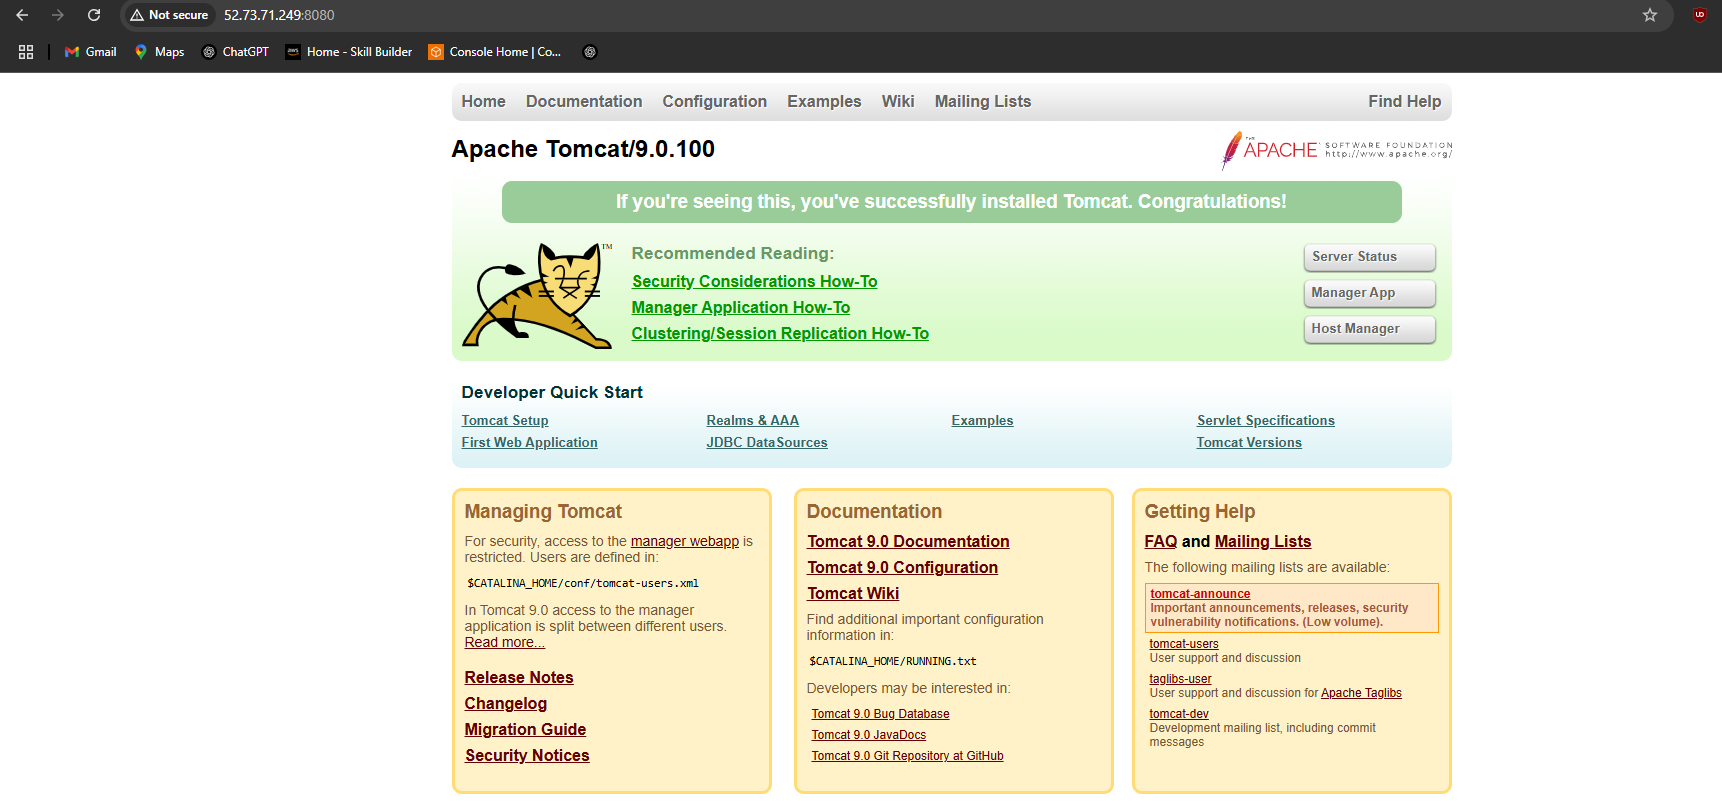 Not secure 52.73.71.249:8080
Gmail Maps ChatGPT aws Home - Skill Builder Console Home | Co...
Home Documentation Configuration Examples Wiki Mailing Lists Find Help
Apache Tomcat/9.0.100
THE APACHE SOFTWARE FOUNDATION
http://www.apache.org/
If you're seeing this, you've successfully installed Tomcat. Congratulations!
TM
Recommended Reading:
Security Considerations How-To
Manager Application How-To
Clustering/Session Replication How-To
Server Status
Manager App
Host Manager
Developer Quick Start
Tomcat Setup
First Web Application
Realms & AAA
JDBC DataSources
Examples
Servlet Specifications
Tomcat Versions
Managing Tomcat
For security, access to the manager webapp is
restricted. Users are defined in:
$CATALINA_HOME/conf/tomcat-users.xml
In Tomcat 9.0 access to the manager
application is split between different users.
Read more...
Release Notes
Changelog
Migration Guide
Security Notices
Documentation
Tomcat 9.0 Documentation
Tomcat 9.0 Configuration
Tomcat Wiki
Find additional important configuration
information in:
$CATALINA_HOME/RUNNING.txt
Developers may be interested in:
Tomcat 9.0 Bug Database
Tomcat 9.0 JavaDocs
Tomcat 9.0 Git Repository at GitHub
Getting Help
FAQ and Mailing Lists
The following mailing lists are available:
tomcat-announce
Important announcements, releases, security
vulnerability notifications. (Low volume).
tomcat-users
User support and discussion
taglibs-user
User support and discussion for Apache Taglibs
tomcat-dev
Development mailing list, including commit
messages